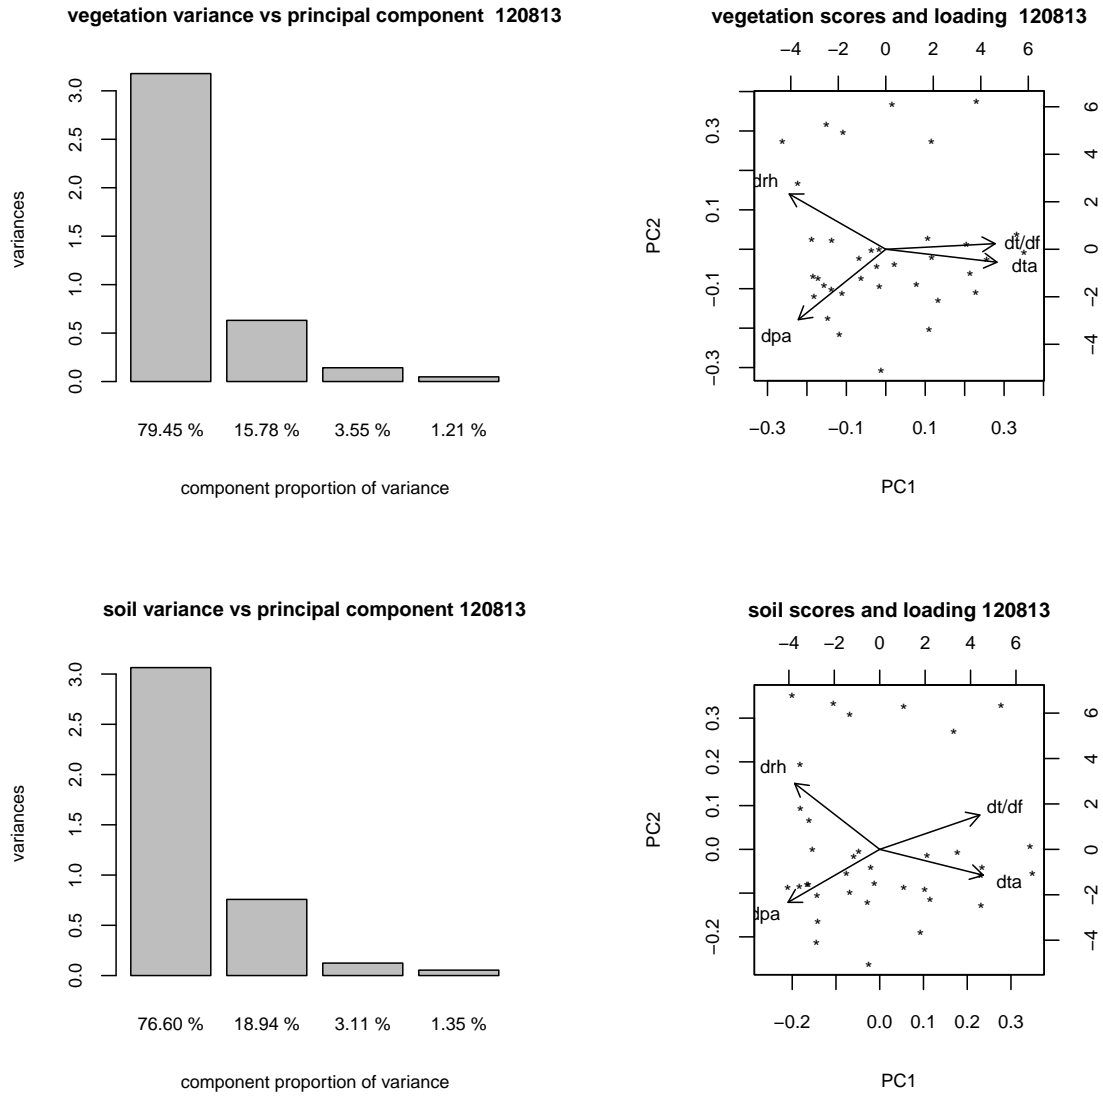 vegetation variance vs principal component 120813
variances
0.0 0.5 1.0 1.5 2.0 2.5 3.0
79.45 % 15.78 % 3.55 % 1.21 %
component proportion of variance
vegetation scores and loading 120813
−4 −2 0 2 4 6
PC2
−0.3 −0.1 0.1 0.3
drh
dt/df
dta
dpa
−4 −2 0 2 4 6
−0.3 −0.1 0.1 0.3
PC1
soil variance vs principal component 120813
variances
0.0 0.5 1.0 1.5 2.0 2.5 3.0
76.60 % 18.94 % 3.11 % 1.35 %
component proportion of variance
soil scores and loading 120813
−4 −2 0 2 4 6
PC2
−0.2 0.0 0.1 0.2 0.3
drh
dt/df
dta
dpa
−4 −2 0 2 4 6
−0.2 0.0 0.1 0.2 0.3
PC1